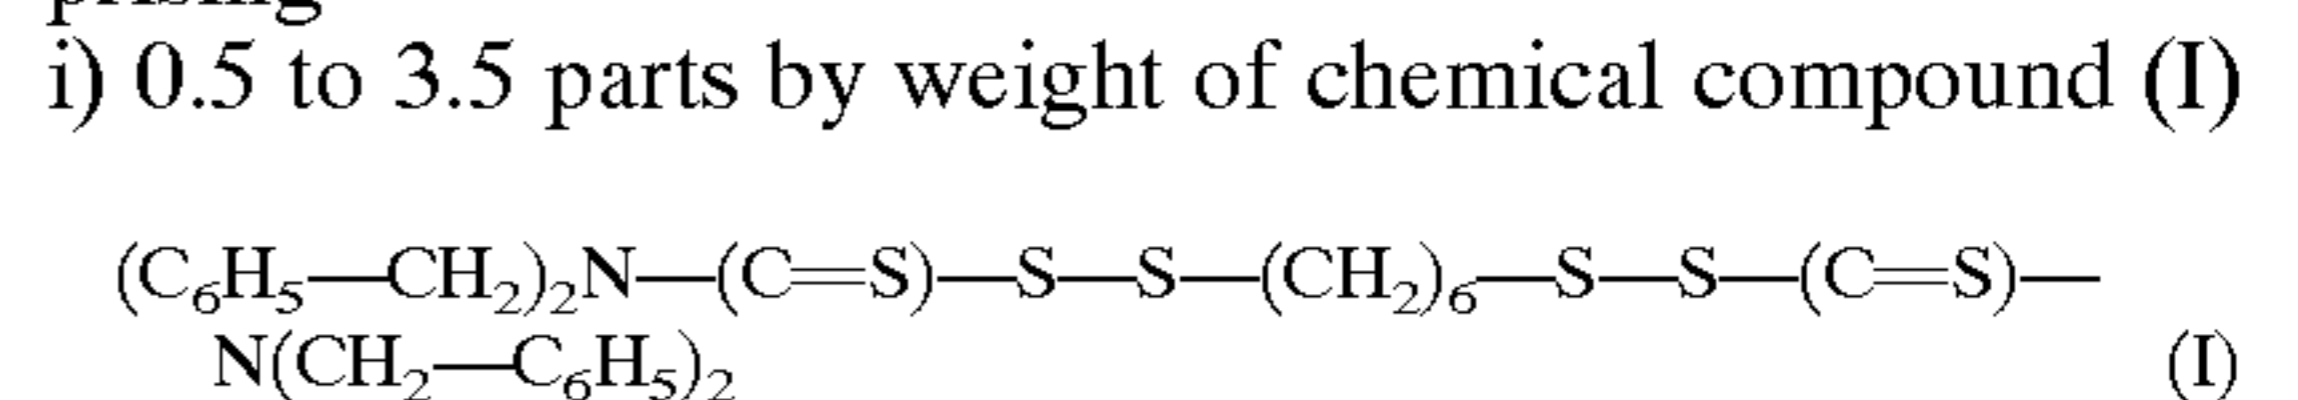 i) 0.5 to 3.5 parts by weight of chemical compound (I)
(C₆H₅—CH₂)₂N—(C=S)—S—S—(CH₂)₆—S—S—(C=S)—
N(CH₂—C₆H₅)₂ (I)